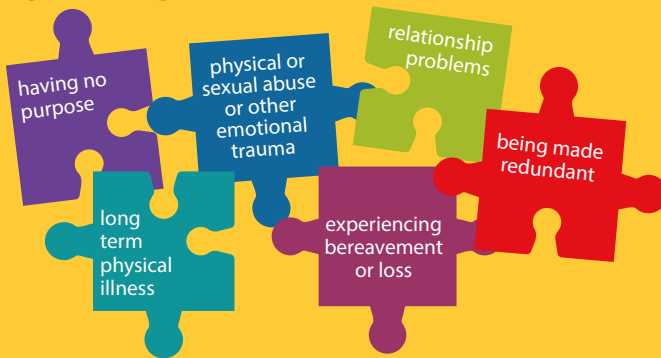 having no
purpose
physical or
sexual abuse
or other
emotional
trauma
relationship
problems
being made
redundant
long
term
physical
illness
experiencing
bereavement
or loss